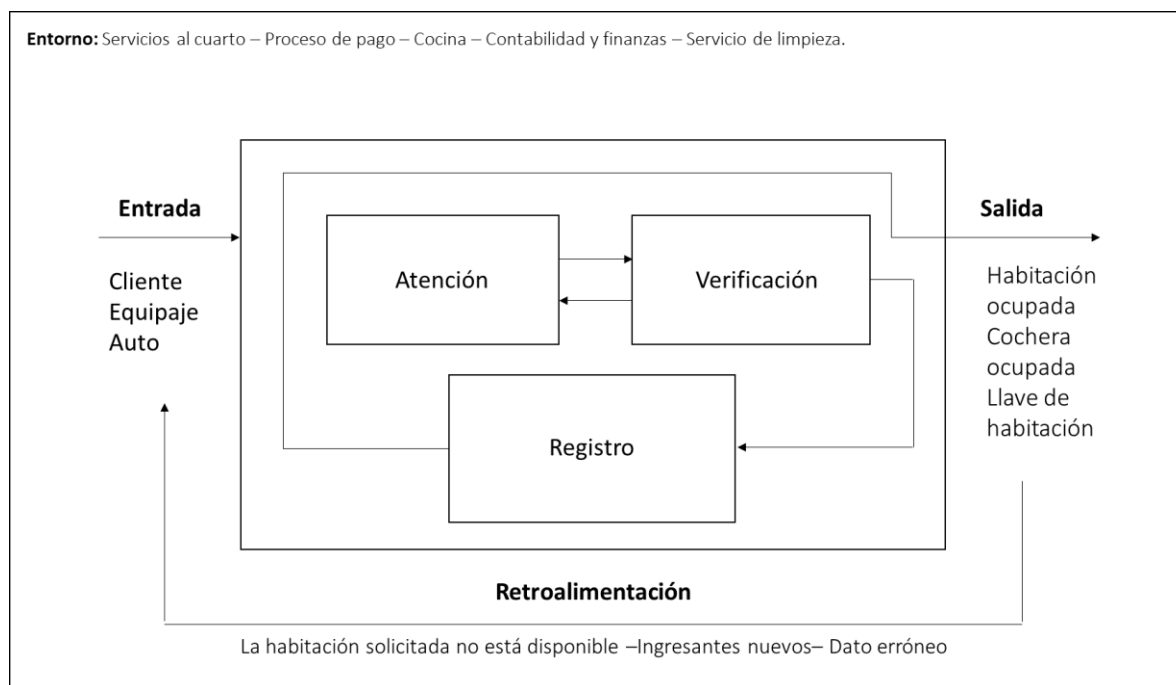 Entorno: Servicios al cuarto – Proceso de pago – Cocina – Contabilidad y finanzas – Servicio de limpieza.
Entrada
Cliente
Equipaje
Auto
Atención
Verificación
Registro
Salida
Habitación
ocupada
Cochera
ocupada
Llave de
habitación
Retroalimentación
La habitación solicitada no está disponible –Ingresantes nuevos– Dato erróneo